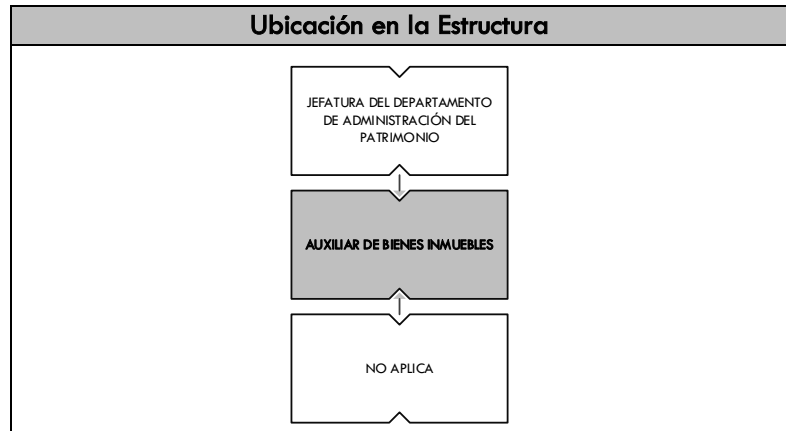 Ubicación en la Estructura
JEFATURA DEL DEPARTAMENTO
DE ADMINISTRACIÓN DEL
PATRIMONIO
AUXILIAR DE BIENES INMUEBLES
NO APLICA